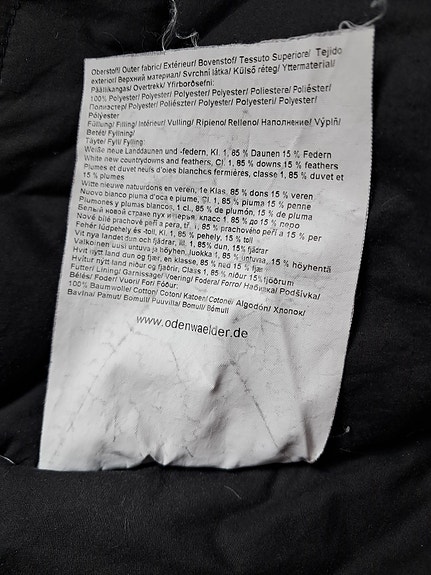 Oberstoff/ Outer fabric/ Extérieur/ Bovenstof/ Tessuto Superiore/ Tejido
exterior/ Верхний материал/ Svrchni látka/ Külső réteg/ Yttermaterial/
Päällikangas/ Overtrekk/ Yfirborðsefni:
100% Polyester/ Polyester/ Polyester/ Polyester/ Poliestere/ Poliéster/
Полиэстер/ Polyester/ Poliészter/ Polyester/ Polyesteri/ Polyester/
Pólyester
Füllung/ Filling/ Intérieur/ Vulling/ Ripieno/ Relleno/ Наполнение/ Výplň/
Betét/ Fyllning/
Täyte/ Fyll/ Fylling:
Weiße neue Landdaunen und -federn, Kl. 1, 85 % Daunen 15 % Federn
White new countrydowns and feathers, Cl. 1, 85 % downs 15 % feathers
Plumes et duvet neufs d'oies blanches fermières, classe 1, 85 % duvet et
15 % plumes
Witte nieuwe natuurdons en veren, 1e Klas, 85 % dons 15 % veren
Nuovo bianco piuma d'oca e piume, Cl. 1, 85 % piuma 15 % penne
Plumones y plumas blancos, 1 cl., 85 % de plumón, 15 % de pluma
Белый новой стране пух и перья, класс 1, 85 % до 15 % перо
Nové bílé prachové peří a pera, tř. 1, 85 % prachového peří a 15 % per
Fehér lúdpehely és -toll, Kl. 1, 85 % pehely, 15 % toll
Vit nya landet dun och fjädrar, 1, 85% dun, 15% fjädrar
Valkoinen uusi untuva ja höyhen, luokka 1, 85 % untuvia, 15 % höyhentä
Hvit nytt land dun og fjær, en klasse, 85 % ned 15 % fjær
Hvítur nýtt land niður og fjaðrir, Class 1, 85 % niður 15% fjöðrum
Futter/ Lining/ Garnissage/ Voering/ Federa/ Forro/ Набивка/ Podšívka/
Bélés/ Foder/ Vuori/ For/ Fóður:
100% Baumwolle/ Cotton/ Coton/ Katoen/ Cotone/ Algodón/ Хлопок/
Bavlna/ Pamut/ Bomull/ Puuvilla/ Bomull/ Bómull
www.odenwaelder.de